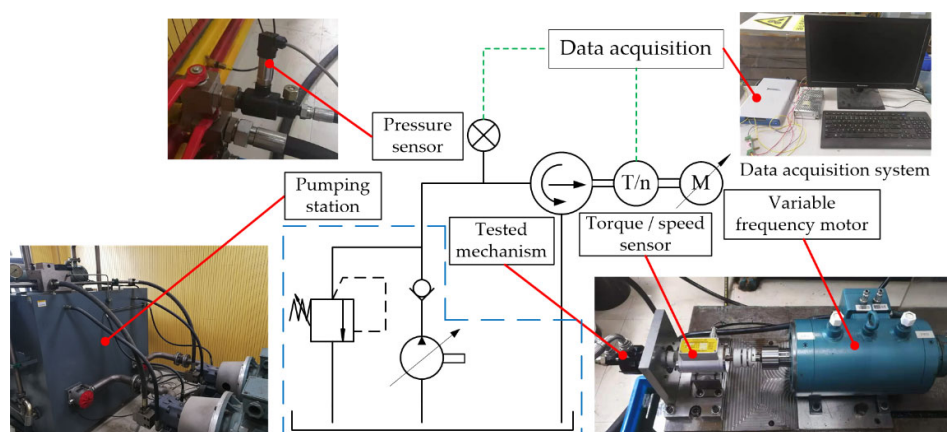 Data acquisition
Pressure
sensor
Data acquisition system
Pumping
station
T/n
M
Variable
frequency motor
Tested
mechanism
Torque / speed
sensor